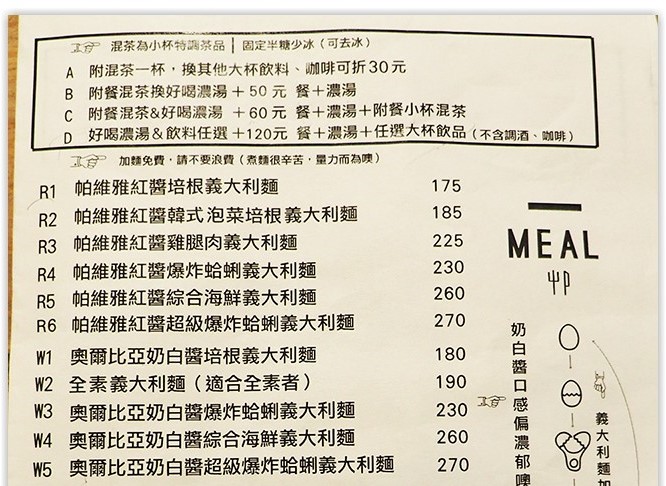 混茶為小杯特調茶品 | 固定半糖少冰（可去冰）
A 附混茶一杯，換其他大杯飲料、咖啡可折30元
B 附餐混茶換好喝濃湯 ＋50元 餐＋濃湯
C 附餐混茶&好喝濃湯 ＋60元 餐＋濃湯＋附餐小杯混茶
D 好喝濃湯＆飲料任選 ＋120元 餐＋濃湯＋任選大杯飲品（不含調酒、咖啡）
加麵免費，請不要浪費（煮麵很辛苦，量力而為噢）
R1 帕維雅紅醬培根義大利麵 175
R2 帕維雅紅醬韓式泡菜培根義大利麵 185
R3 帕維雅紅醬雞腿肉義大利麵 225
R4 帕維雅紅醬爆炸蛤蜊義大利麵 230
R5 帕維雅紅醬綜合海鮮義大利麵 260
R6 帕維雅紅醬超級爆炸蛤蜊義大利麵 270
W1 奧爾比亞奶白醬培根義大利麵 180
W2 全素義大利麵（適合全素者） 190
W3 奧爾比亞奶白醬爆炸蛤蜊義大利麵 230
W4 奧爾比亞奶白醬綜合海鮮義大利麵 260
W5 奧爾比亞奶白醬超級爆炸蛤蜊義大利麵 270
MEAL
奶白醬口感偏濃郁噢
義大利麵加